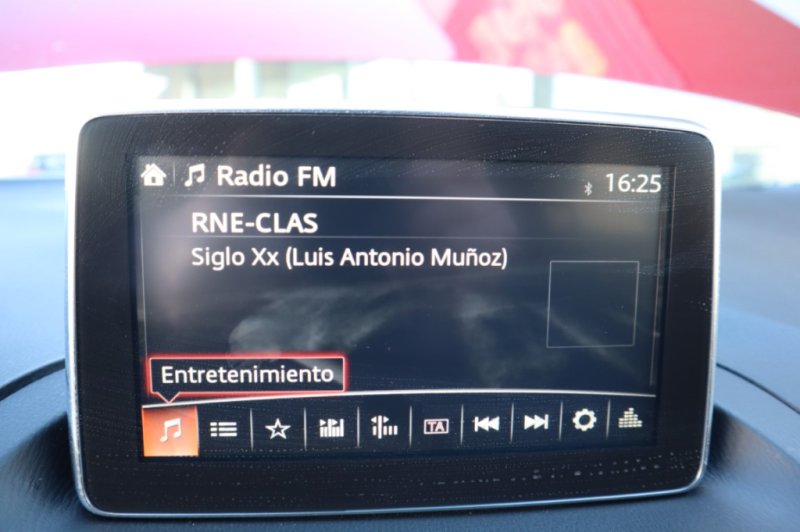 Radio FM
16:25
RNE-CLAS
Siglo Xx (Luis Antonio Muñoz)
Entretenimiento
TA